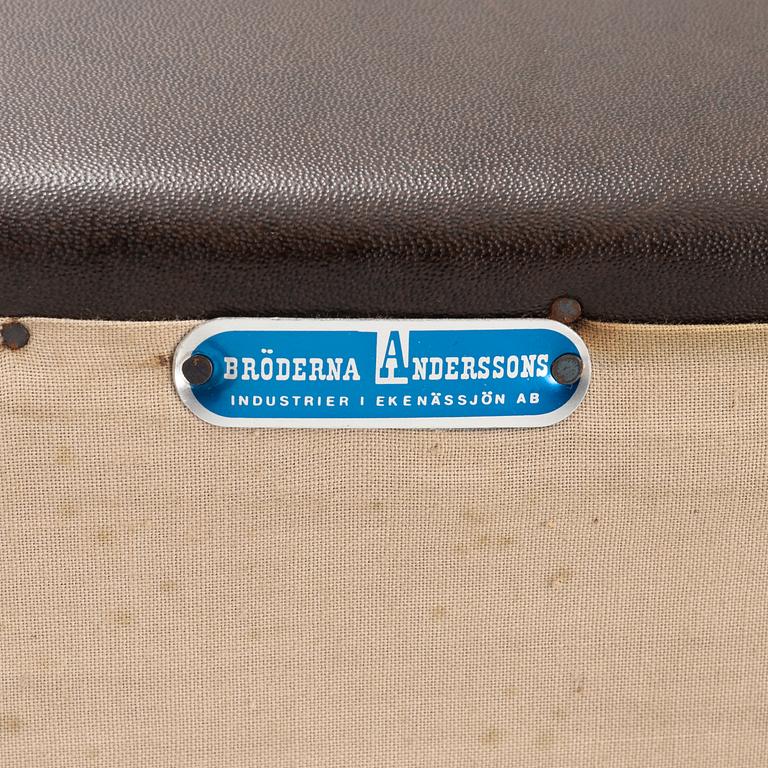 BRÖDERNA ANDERSSONS
INDUSTRIER I EKENÄSSJÖN AB